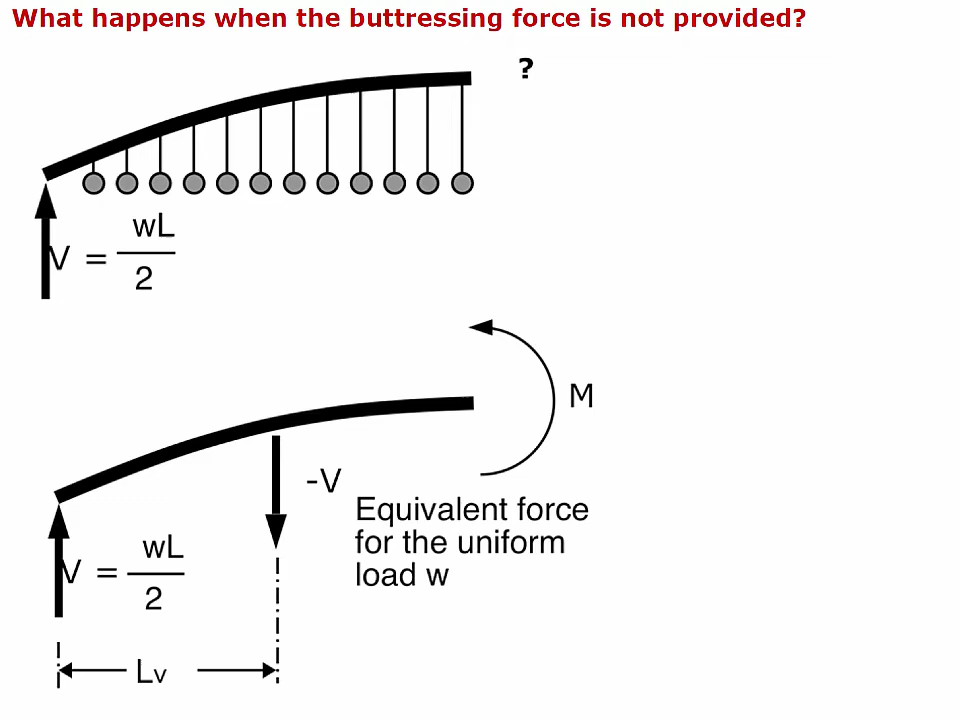 What happens when the buttressing force is not provided?
?
wL
V =
2
M
-V
Equivalent force
for the uniform
load w
wL
V =
2
Lv